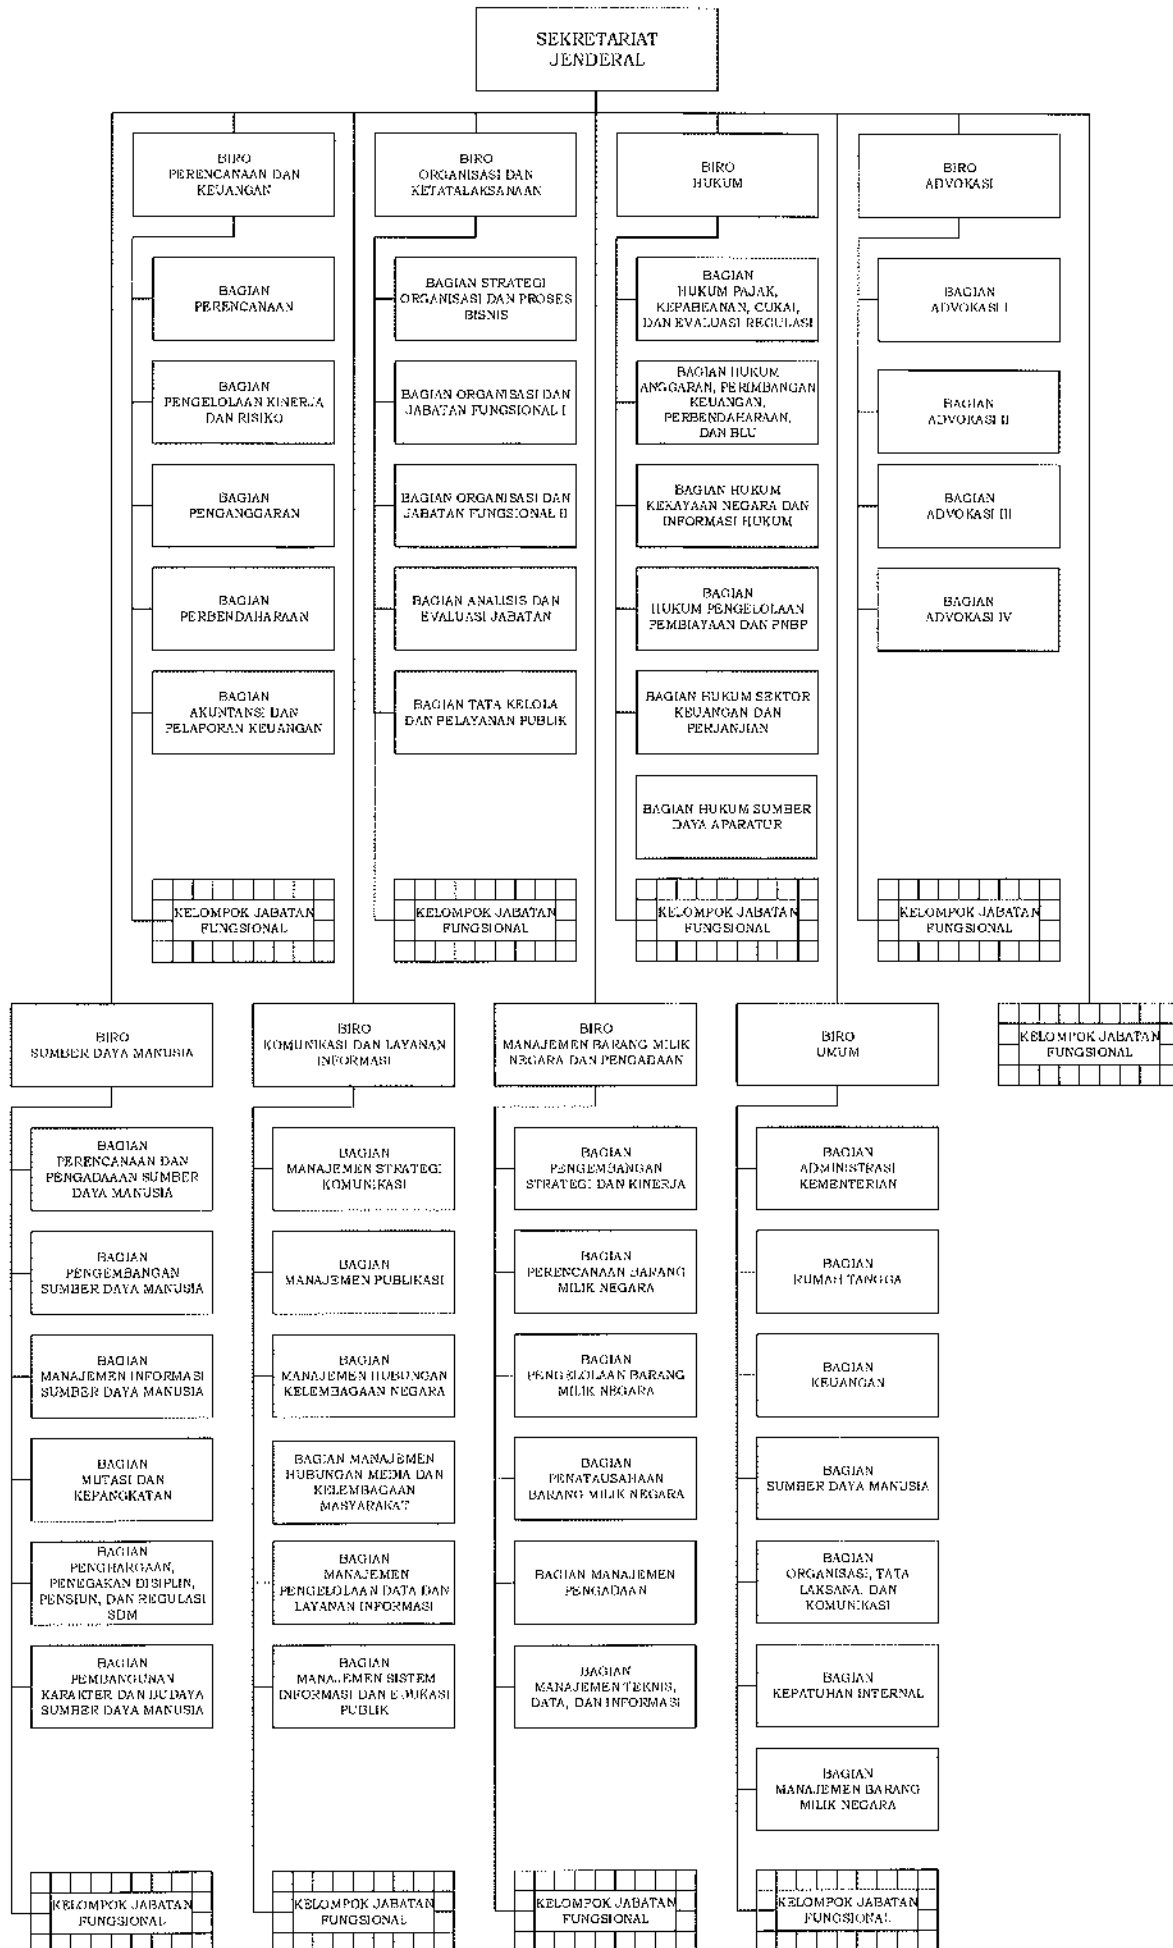 SEKRETARIAT
JENDERAL
BIRO
PERENCANAAN DAN
KEUANGAN
BAGIAN
PERENCANAAN
BAGIAN
PENGELOLAAN KINERJA
DAN RISIKO
BAGIAN
PENGANGGARAN
BAGIAN
PERBENDAHARAAN
BAGIAN
AKUNTANSI DAN
PELAPORAN KEUANGAN
KELOMPOK JABATAN
FUNGSIONAL
BIRO
ORGANISASI DAN
KETATALAKSANAAN
BAGIAN STRATEGI
ORGANISASI DAN PROSES
BISNIS
BAGIAN ORGANISASI DAN
JABATAN FUNGSIONAL I
BAGIAN ORGANISASI DAN
JABATAN FUNGSIONAL II
BAGIAN ANALISIS DAN
EVALUASI JABATAN
BAGIAN TATA KELOLA
DAN PELAYANAN PUBLIK
KELOMPOK JABATAN
FUNGSIONAL
BIRO
HUKUM
BAGIAN
HUKUM PAJAK,
KEPABEANAN, CUKAI,
DAN EVALUASI REGULASI
BAGIAN HUKUM
ANGGARAN, PERIMBANGAN
KEUANGAN,
PERBENDAHARAAN,
DAN BLU
BAGIAN HUKUM
KEKAYAAN NEGARA DAN
INFORMASI HUKUM
BAGIAN
HUKUM PENGELOLAAN
PEMBIAYAAN DAN PNBP
BAGIAN HUKUM SEKTOR
KEUANGAN DAN
PERJANJIAN
BAGIAN HUKUM SUMBER
DAYA APARATUR
KELOMPOK JABATAN
FUNGSIONAL
BIRO
ADVOKASI
BAGIAN
ADVOKASI I
BAGIAN
ADVOKASI II
BAGIAN
ADVOKASI III
BAGIAN
ADVOKASI IV
KELOMPOK JABATAN
FUNGSIONAL
BIRO
SUMBER DAYA MANUSIA
BAGIAN
PERENCANAAN DAN
PENGADAAAN SUMBER
DAYA MANUSIA
BAGIAN
PENGEMBANGAN
SUMBER DAYA MANUSIA
BAGIAN
MANAJEMEN INFORMASI
SUMBER DAYA MANUSIA
BAGIAN
MUTASI DAN
KEPANGKATAN
BAGIAN
PENGHARGAAN,
PENEGAKAN DISIPLIN,
PENSIUN, DAN REGULASI
SDM
BAGIAN
PEMBANGUNAN
KARAKTER DAN BUDAYA
SUMBER DAYA MANUSIA
KELOMPOK JABATAN
FUNGSIONAL
BIRO
KOMUNIKASI DAN LAYANAN
INFORMASI
BAGIAN
MANAJEMEN STRATEGI
KOMUNIKASI
BAGIAN
MANAJEMEN PUBLIKASI
BAGIAN
MANAJEMEN HUBUNGAN
KELEMBAGAAN NEGARA
BAGIAN MANAJEMEN
HUBUNGAN MEDIA DAN
KELEMBAGAAN
MASYARAKAT
BAGIAN
MANAJEMEN
PENGELOLAAN DATA DAN
LAYANAN INFORMASI
BAGIAN
MANAJEMEN SISTEM
INFORMASI DAN EDUKASI
PUBLIK
KELOMPOK JABATAN
FUNGSIONAL
BIRO
MANAJEMEN BARANG MILIK
NEGARA DAN PENGADAAN
BAGIAN
PENGEMBANGAN
STRATEGI DAN KINERJA
BAGIAN
PERENCANAAN BARANG
MILIK NEGARA
BAGIAN
PENGELOLAAN BARANG
MILIK NEGARA
BAGIAN
PENATAUSAHAAN
BARANG MILIK NEGARA
BAGIAN MANAJEMEN
PENGADAAN
BAGIAN
MANAJEMEN TEKNIS,
DATA, DAN INFORMASI
KELOMPOK JABATAN
FUNGSIONAL
BIRO
UMUM
BAGIAN
ADMINISTRASI
KEMENTERIAN
BAGIAN
RUMAH TANGGA
BAGIAN
KEUANGAN
BAGIAN
SUMBER DAYA MANUSIA
BAGIAN
ORGANISASI, TATA
LAKSANA, DAN
KOMUNIKASI
BAGIAN
KEPATUHAN INTERNAL
BAGIAN
MANAJEMEN BARANG
MILIK NEGARA
KELOMPOK JABATAN
FUNGSIONAL
KELOMPOK JABATAN
FUNGSIONAL